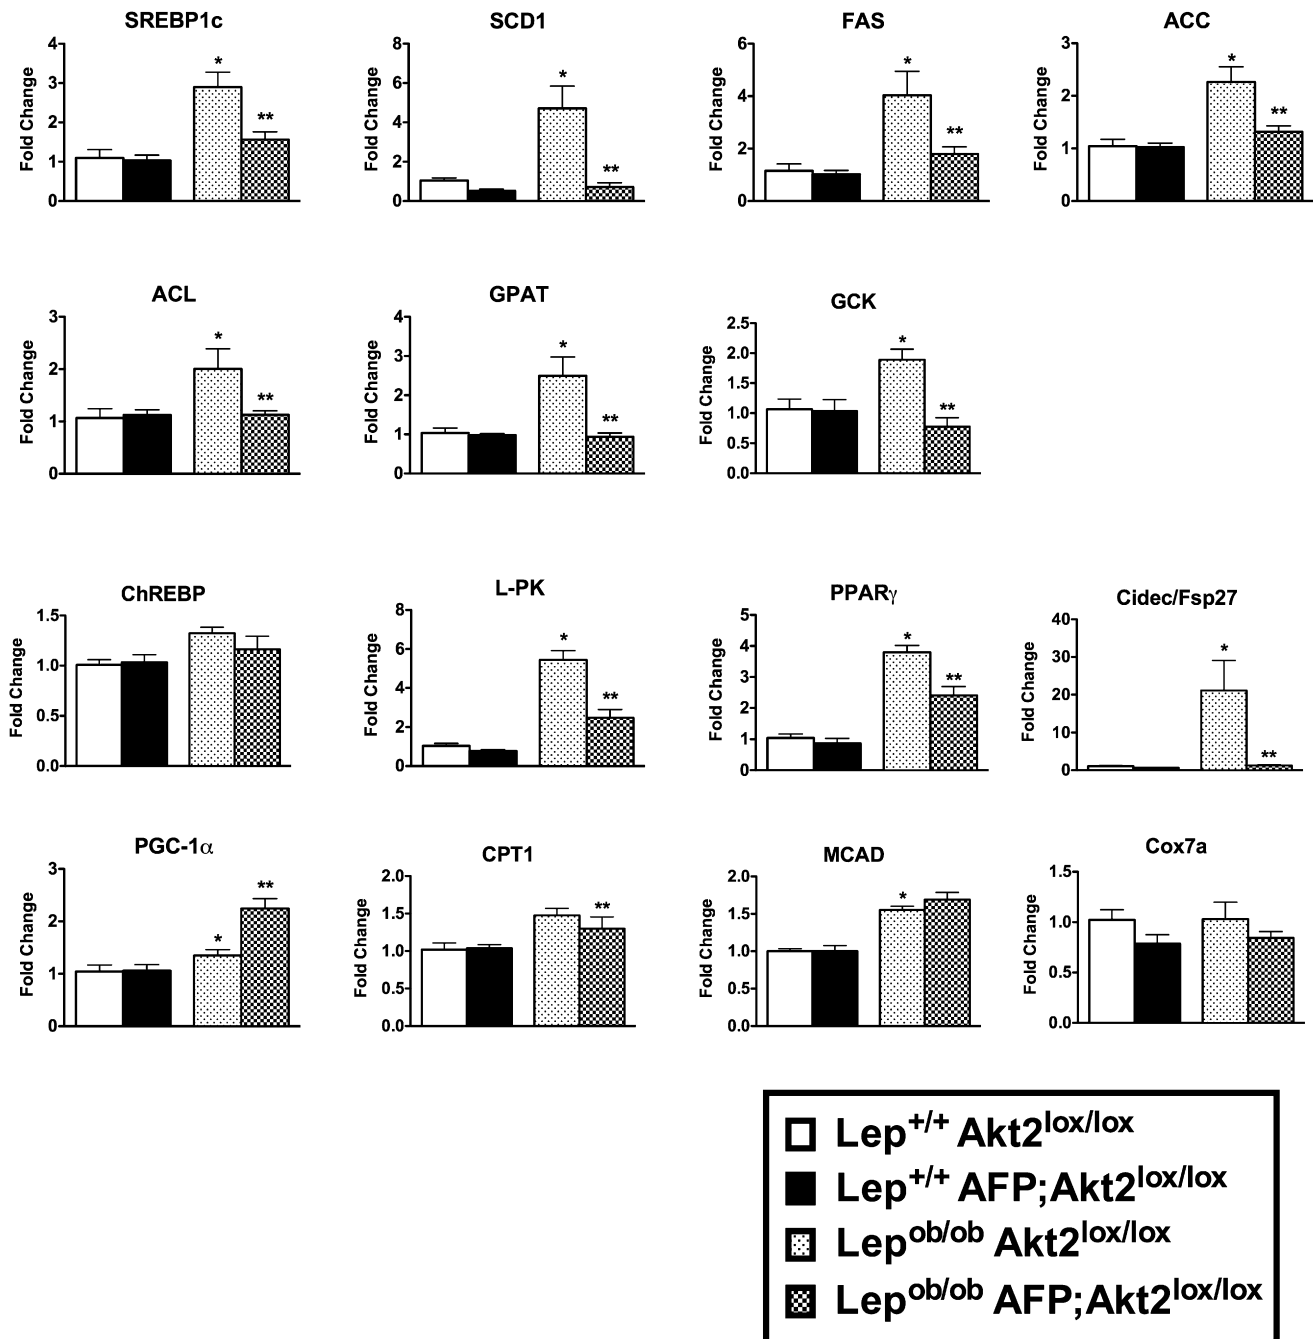 SREBP1c
Fold Change
4
3
2
1
0
*
**
SCD1
Fold Change
8
6
4
2
0
*
**
FAS
Fold Change
6
4
2
0
*
**
ACC
Fold Change
3
2
1
0
*
**
ACL
Fold Change
3
2
1
0
*
**
GPAT
Fold Change
4
3
2
1
0
*
**
GCK
Fold Change
2.5
2.0
1.5
1.0
0.5
0.0
*
**
ChREBP
Fold Change
1.5
1.0
0.5
0.0
L-PK
Fold Change
8
6
4
2
0
*
**
PPARγ
Fold Change
5
4
3
2
1
0
*
**
Cidec/Fsp27
Fold Change
40
30
20
10
0
*
**
PGC-1α
Fold Change
3
2
1
0
*
**
CPT1
Fold Change
2.0
1.5
1.0
0.5
0.0
**
MCAD
Fold Change
2.0
1.5
1.0
0.5
0.0
*
Cox7a
Fold Change
1.5
1.0
0.5
0.0
Lep+/+ Akt2lox/lox
Lep+/+ AFP;Akt2lox/lox
Lepob/ob Akt2lox/lox
Lepob/ob AFP;Akt2lox/lox